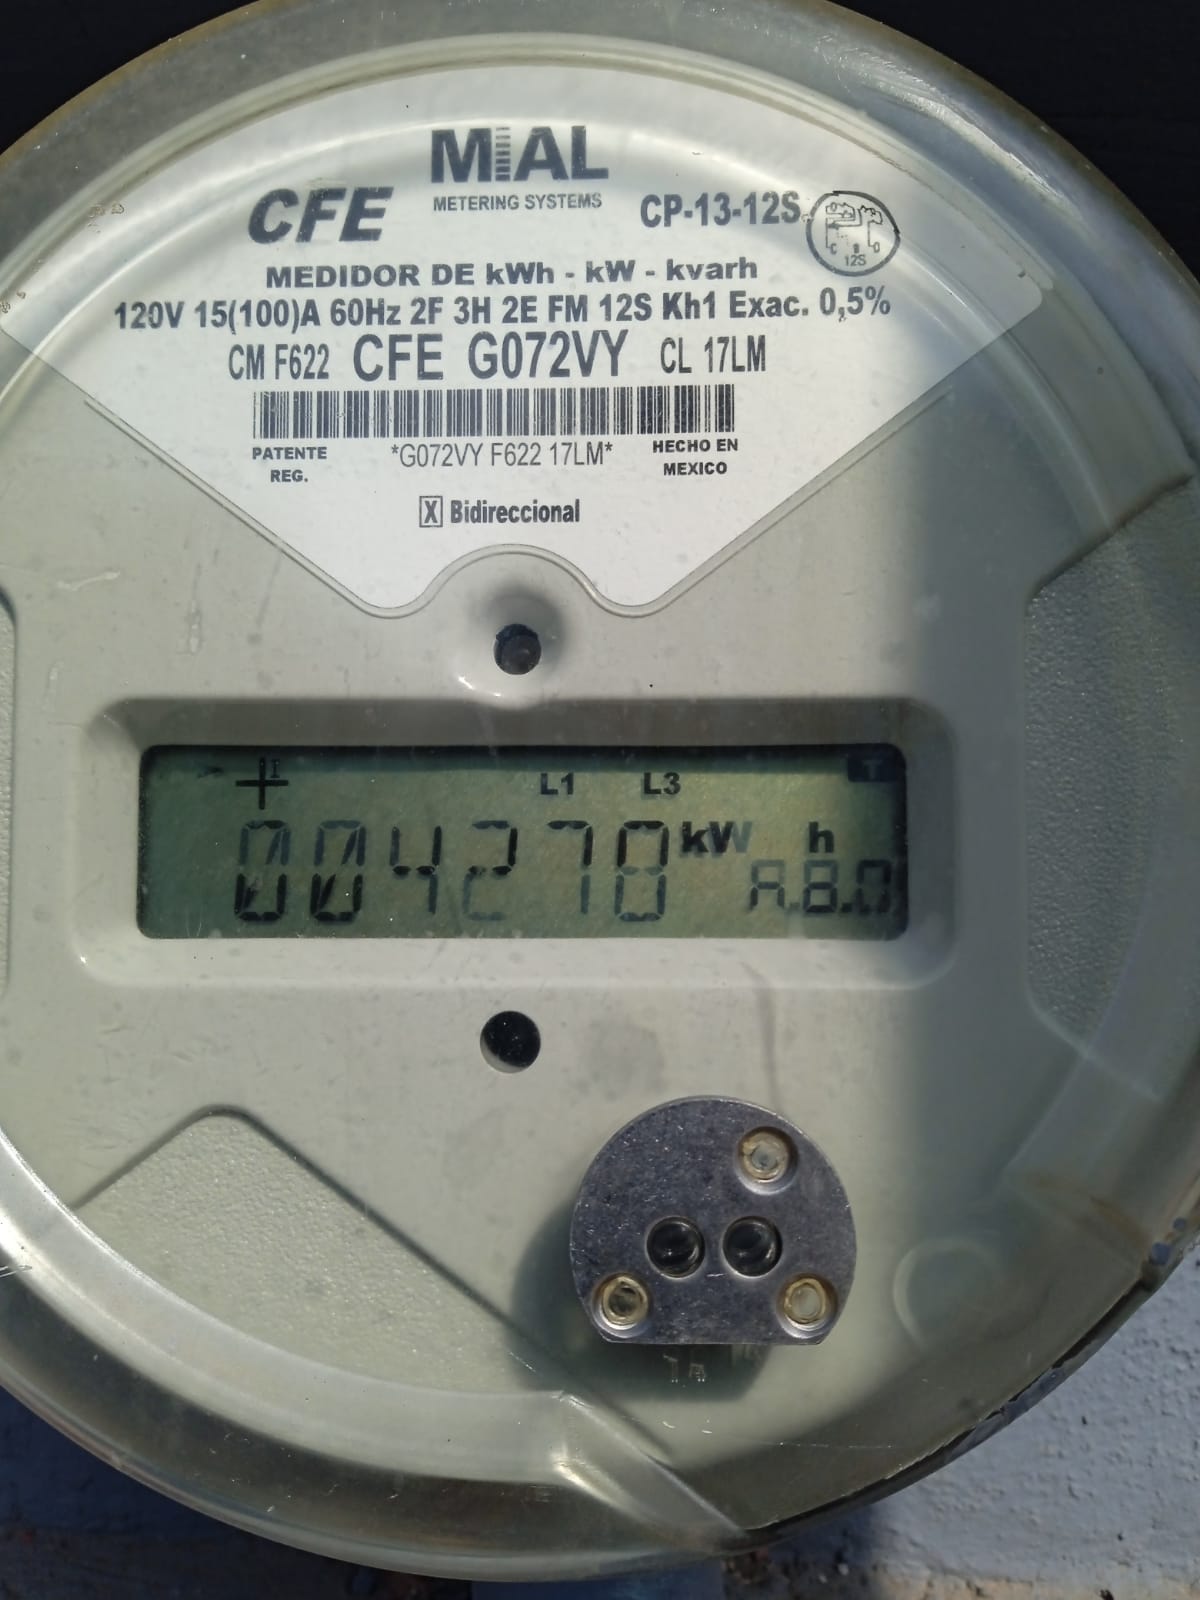 MIAL
METERING SYSTEMS
CFE
CP-13-12S
12S
MEDIDOR DE kWh - kW - kvarh
120V 15(100)A 60Hz 2F 3H 2E FM 12S Kh1 Exac. 0,5%
CM F622 CFE G072VY CL 17LM
PATENTE REG.
*G072VY F622 17LM*
HECHO EN MEXICO
X Bidireccional
L1 L3 T
004278 kW h
A.8.0